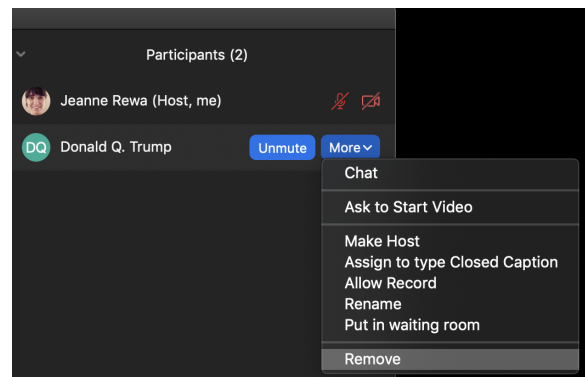 Participants (2)
Jeanne Rewa (Host, me)
DQ Donald Q. Trump Unmute More
Chat
Ask to Start Video
Make Host
Assign to type Closed Caption
Allow Record
Rename
Put in waiting room
Remove